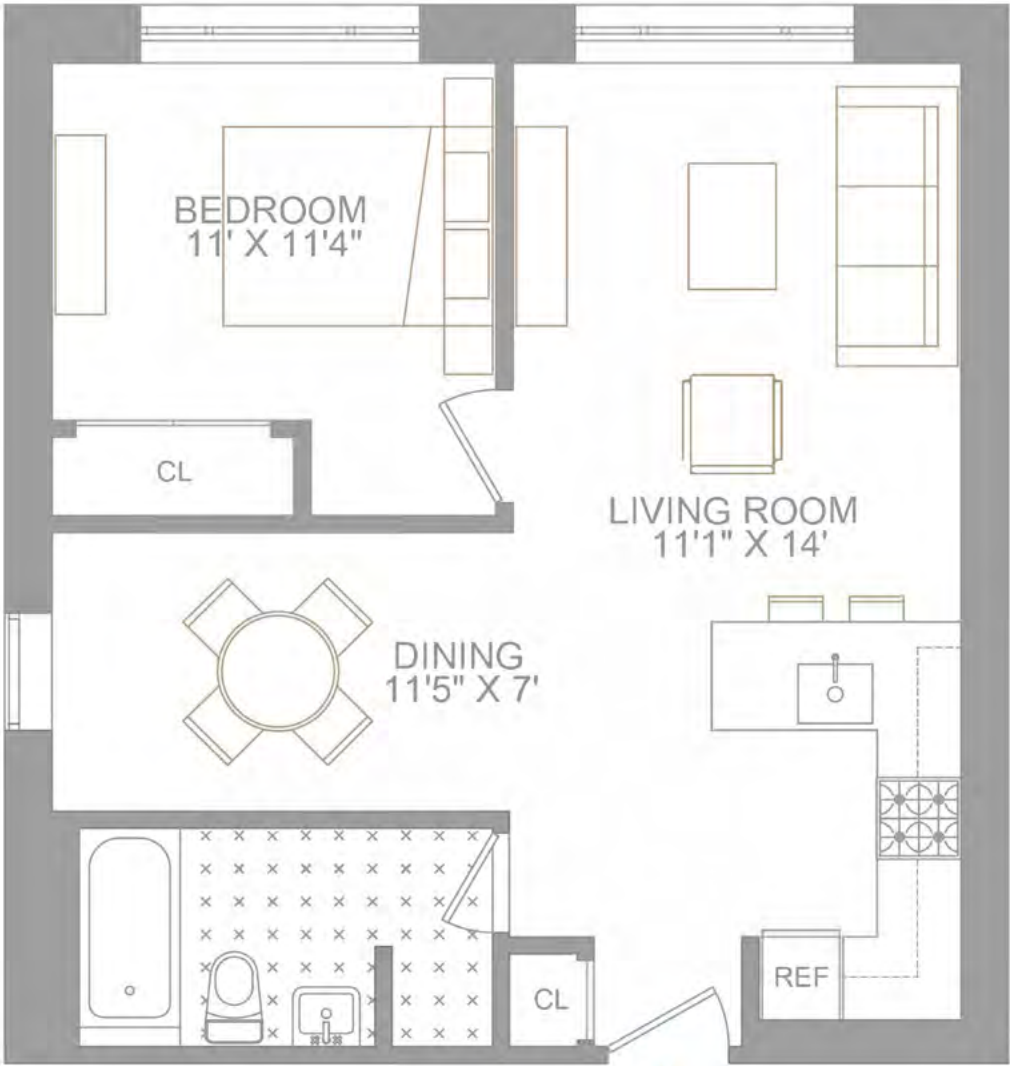 BEDROOM
11' X 11'4"
CL
LIVING ROOM
11'1" X 14'
DINING
11'5" X 7'
REF
CL